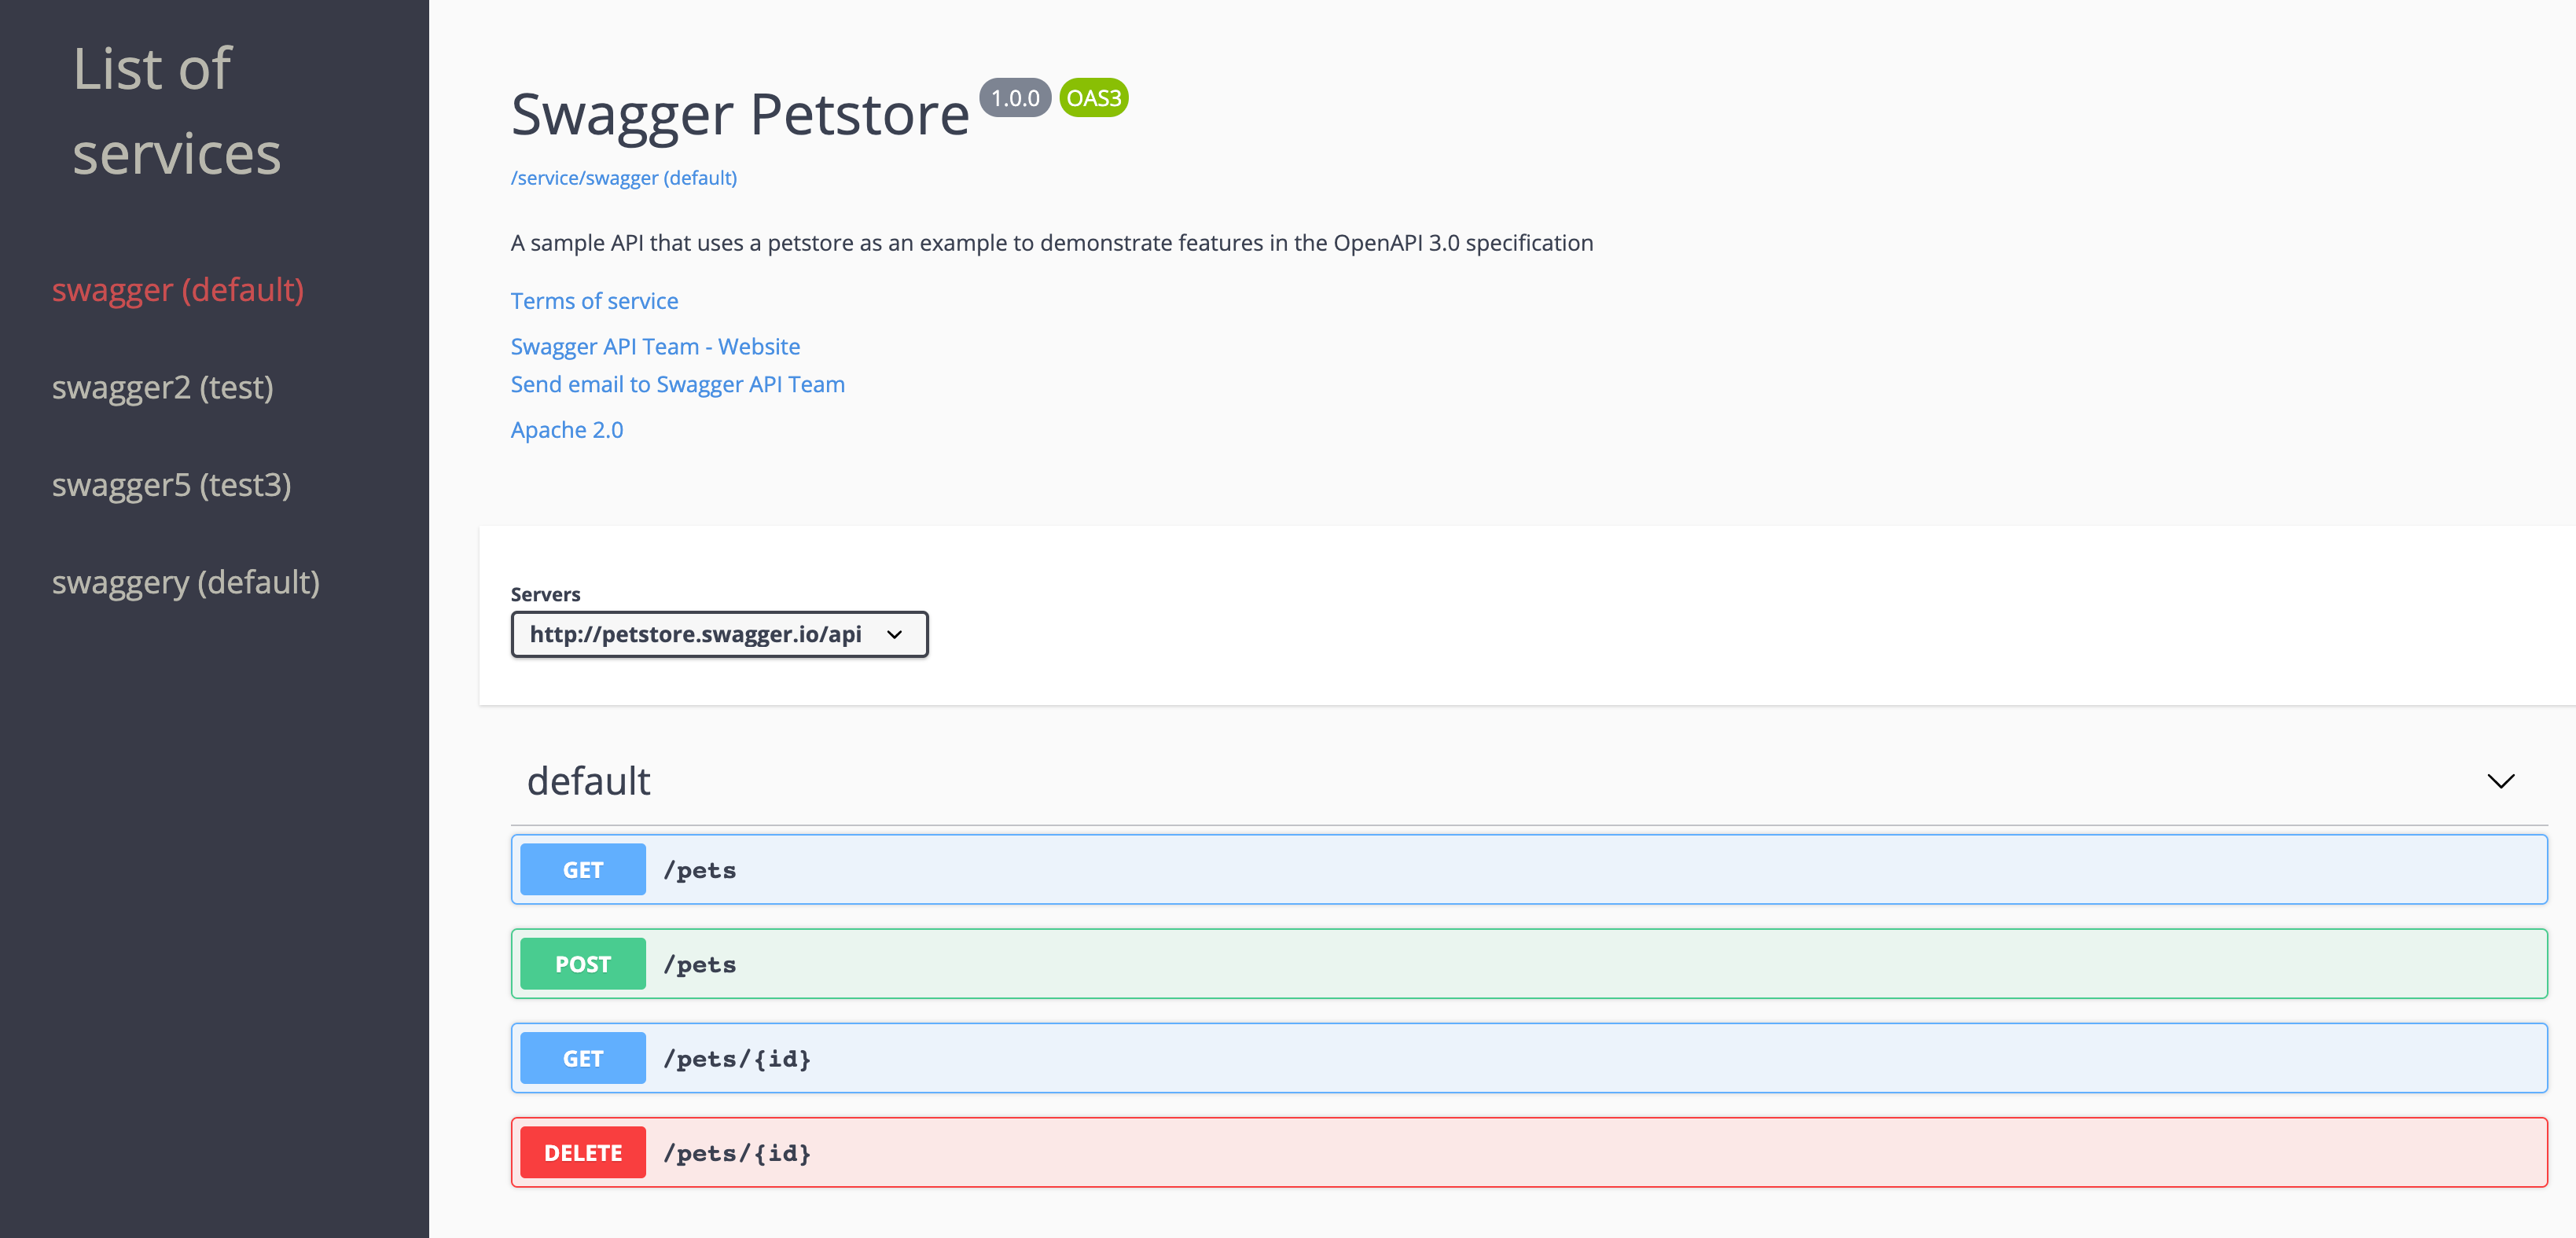 List of
services
swagger (default)
swagger2 (test)
swagger5 (test3)
swaggery (default)
Swagger Petstore 1.0.0 OAS3
/service/swagger (default)
A sample API that uses a petstore as an example to demonstrate features in the OpenAPI 3.0 specification
Terms of service
Swagger API Team - Website
Send email to Swagger API Team
Apache 2.0
Servers
http://petstore.swagger.io/api
default
GET /pets
POST /pets
GET /pets/{id}
DELETE /pets/{id}